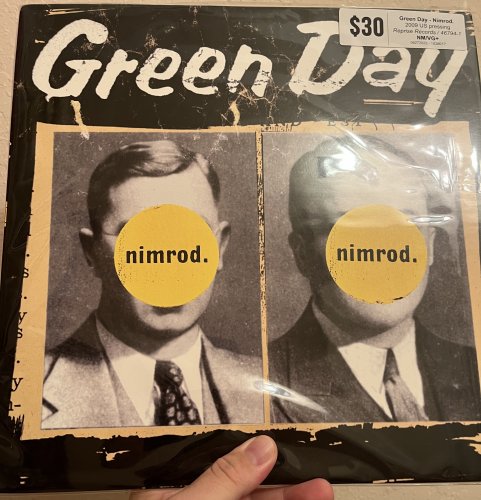 Green Day
$30
Green Day - Nimrod.
2009 US pressing
Reprise Records / 46794-1
NM/VG+
nimrod.
nimrod.
s
.
y
s
.
y
n-